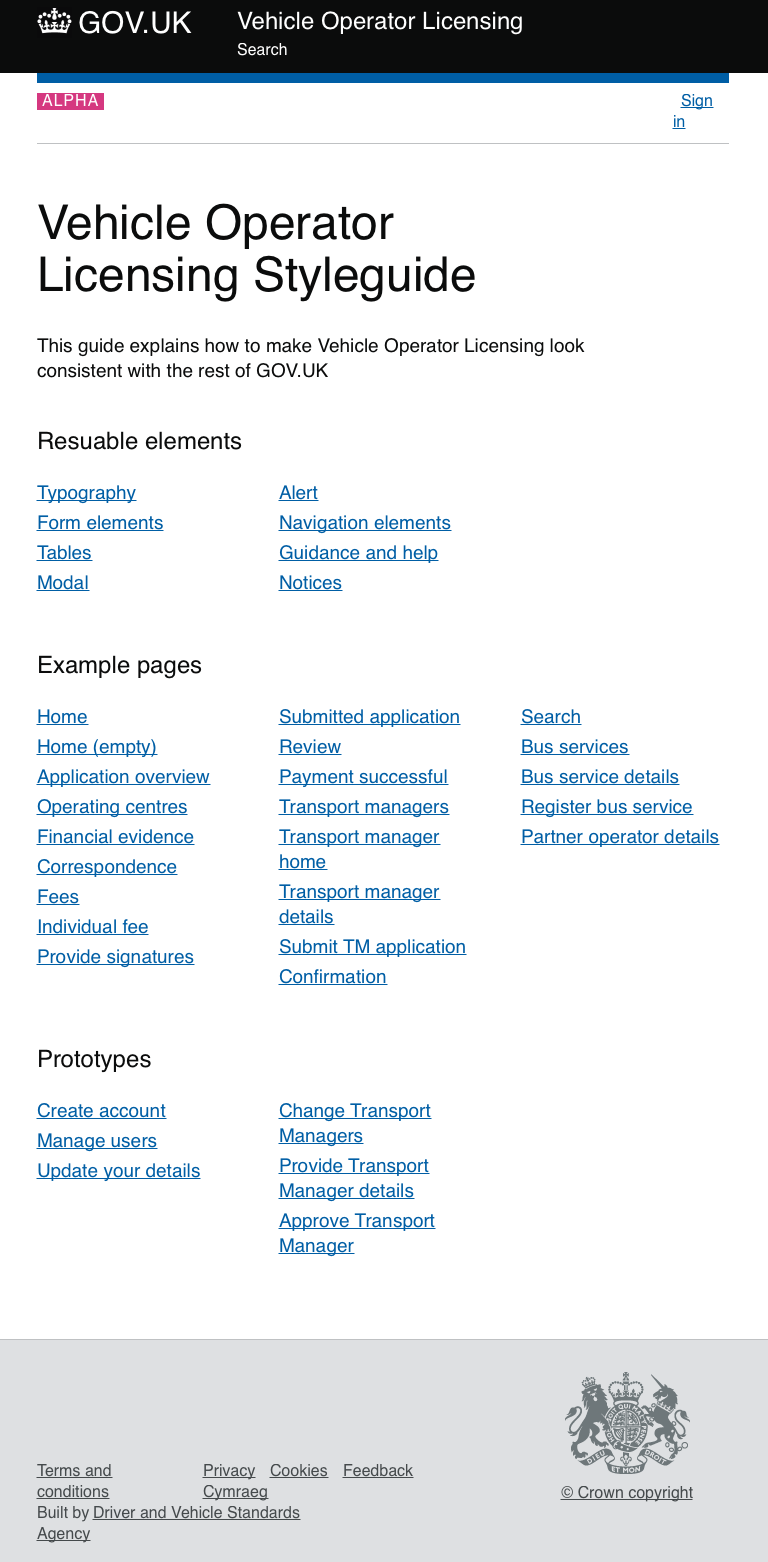 GOV.UK
Vehicle Operator Licensing
Search
ALPHA
Sign
in
Vehicle Operator
Licensing Styleguide
This guide explains how to make Vehicle Operator Licensing look
consistent with the rest of GOV.UK
Resuable elements
Typography
Form elements
Tables
Modal
Alert
Navigation elements
Guidance and help
Notices
Example pages
Home
Home (empty)
Application overview
Operating centres
Financial evidence
Correspondence
Fees
Individual fee
Provide signatures
Submitted application
Review
Payment successful
Transport managers
Transport manager
home
Transport manager
details
Submit TM application
Confirmation
Search
Bus services
Bus service details
Register bus service
Partner operator details
Prototypes
Create account
Manage users
Update your details
Change Transport
Managers
Provide Transport
Manager details
Approve Transport
Manager
Terms and
conditions
Privacy Cookies Feedback
Cymraeg
Built by Driver and Vehicle Standards
Agency
DIEU ET MON DROIT
© Crown copyright